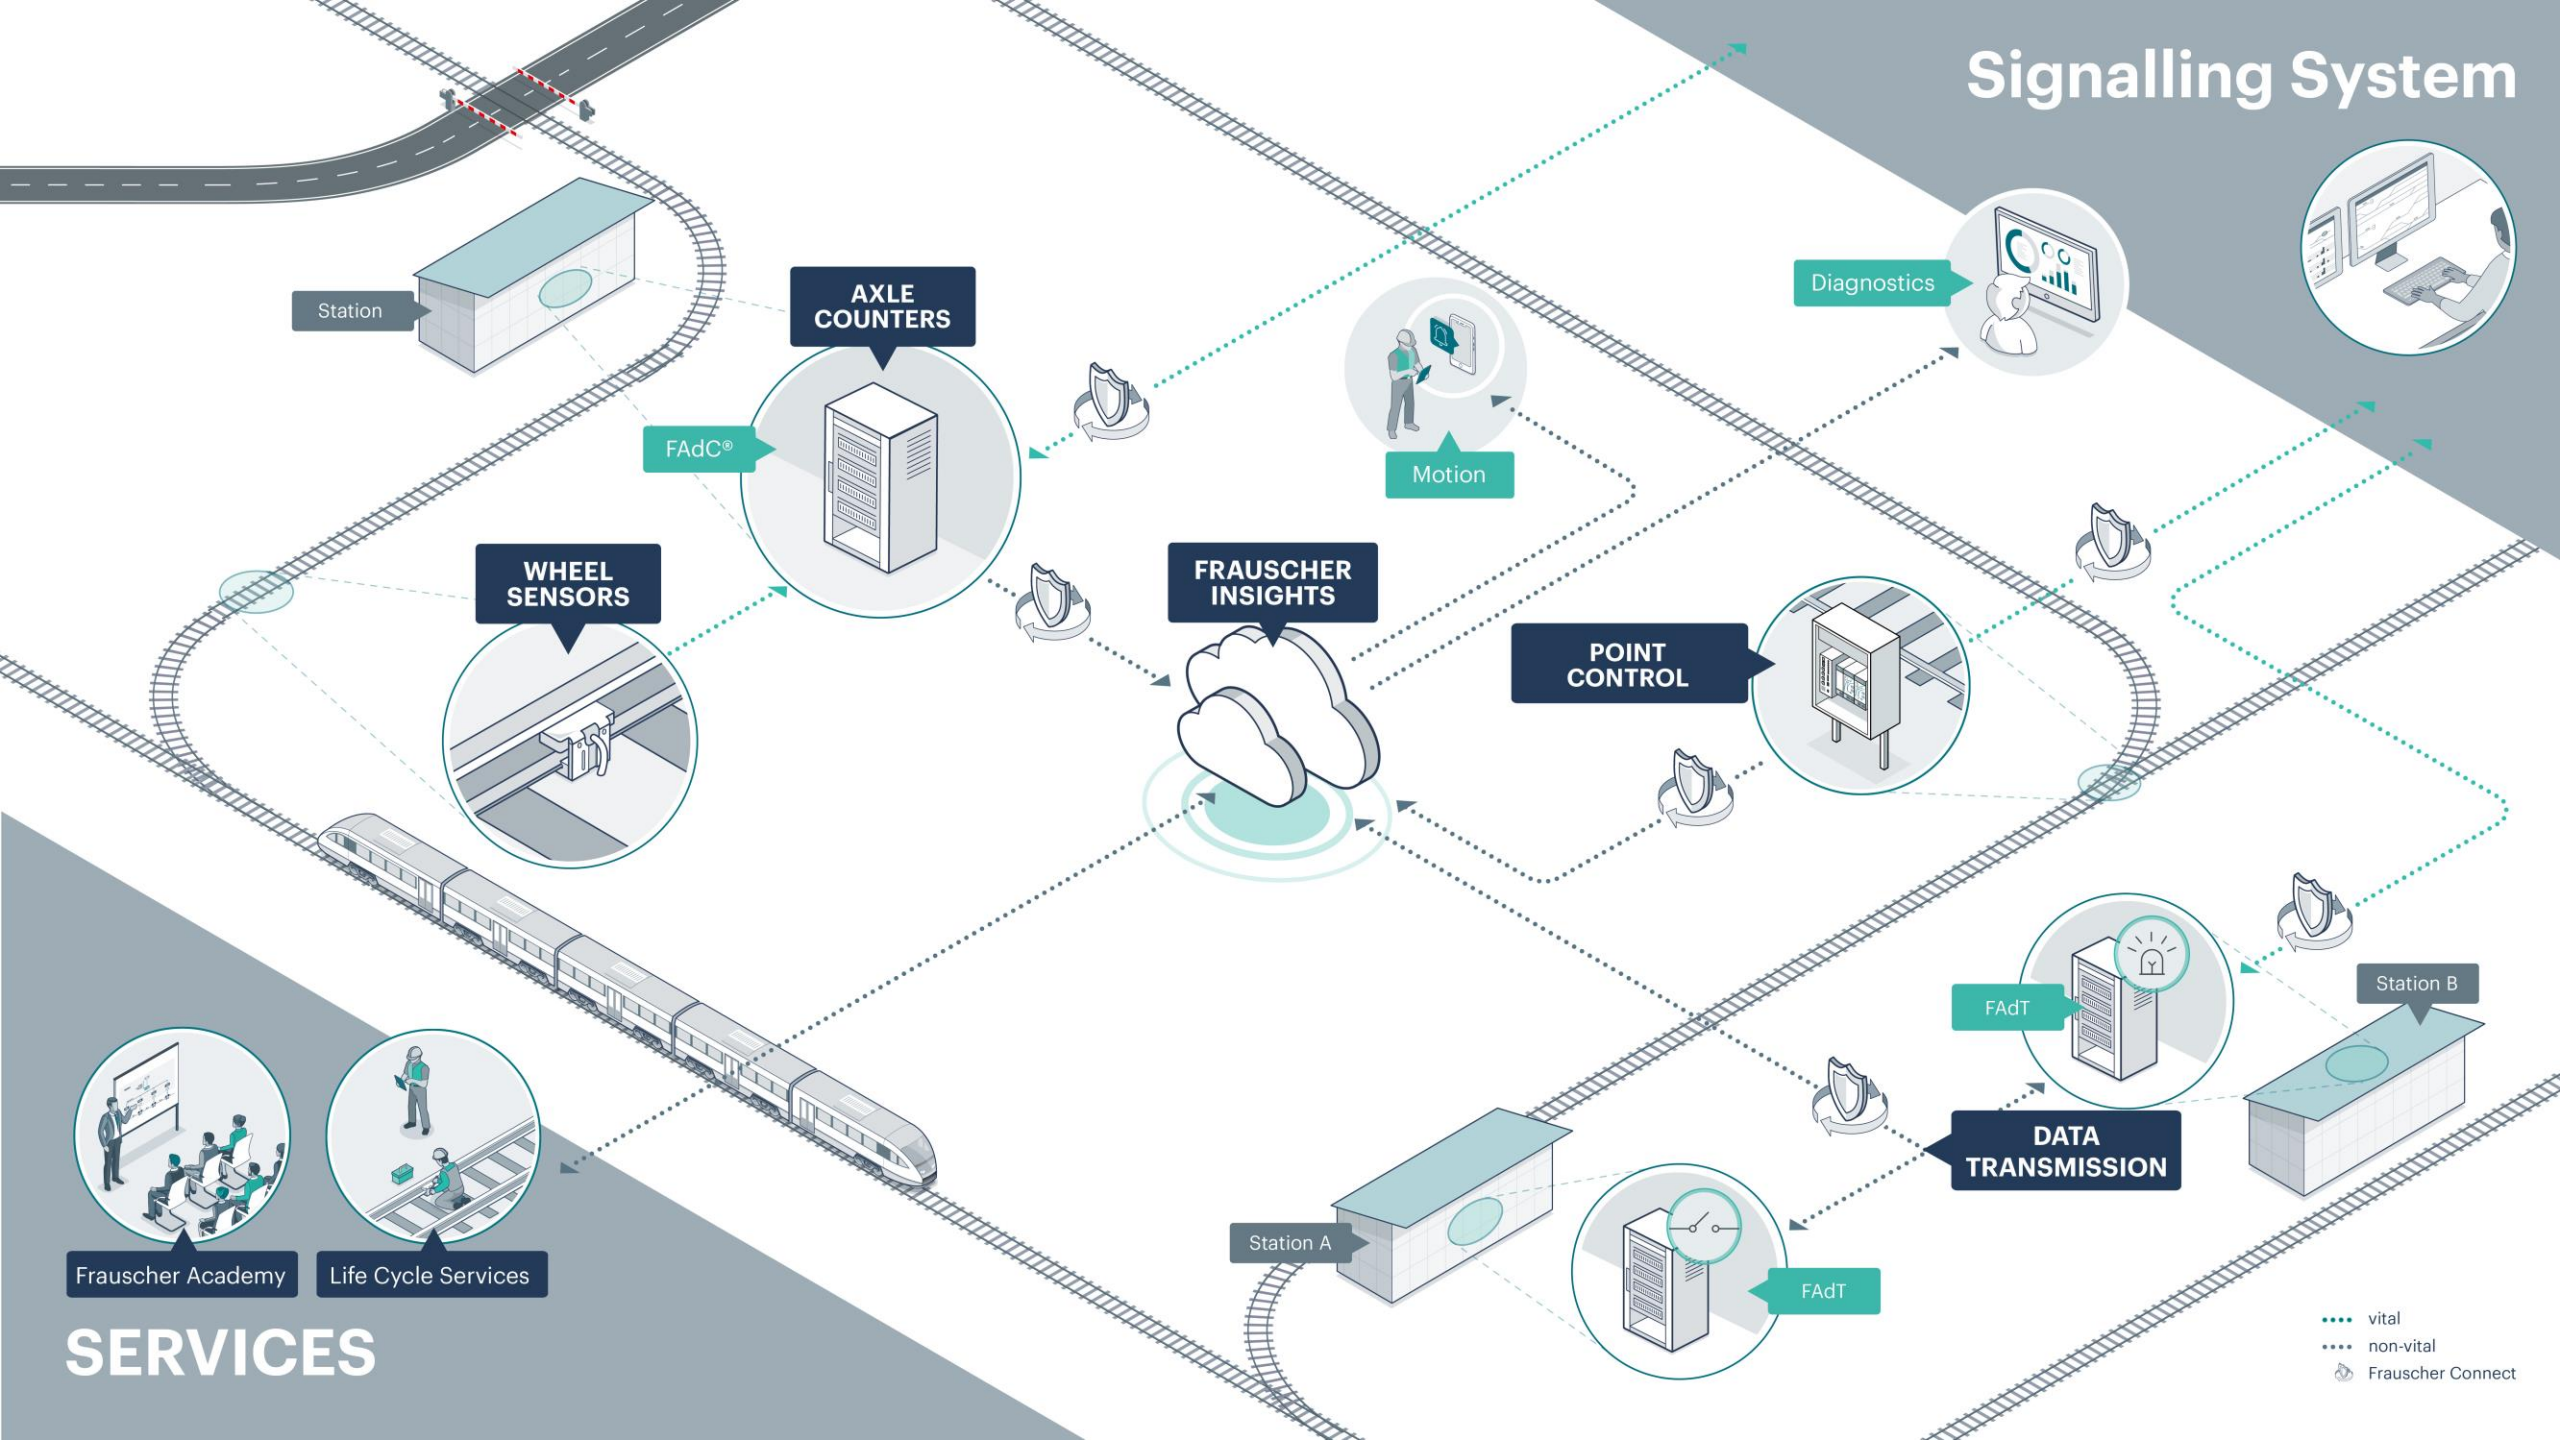 Signalling System
Station
AXLE
COUNTERS
Diagnostics
FAdC®
Motion
WHEEL
SENSORS
FRAUSCHER
INSIGHTS
POINT
CONTROL
Station B
FAdT
DATA
TRANSMISSION
Station A
FAdT
Frauscher Academy
Life Cycle Services
SERVICES
vital
non-vital
Frauscher Connect